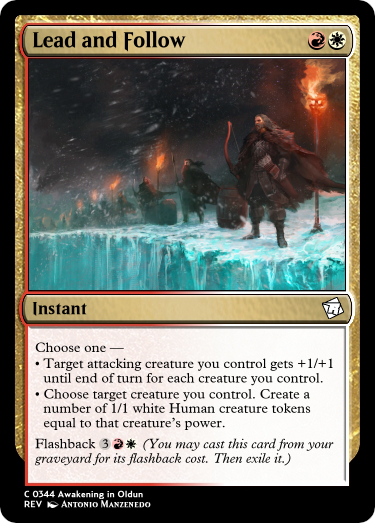 Lead and Follow
Instant
Choose one —
• Target attacking creature you control gets +1/+1
until end of turn for each creature you control.
• Choose target creature you control. Create a
number of 1/1 white Human creature tokens
equal to that creature's power.
Flashback 3 (You may cast this card from your
graveyard for its flashback cost. Then exile it.)
C 0344 Awakening in Oldun
REV Antonio Manzenedo